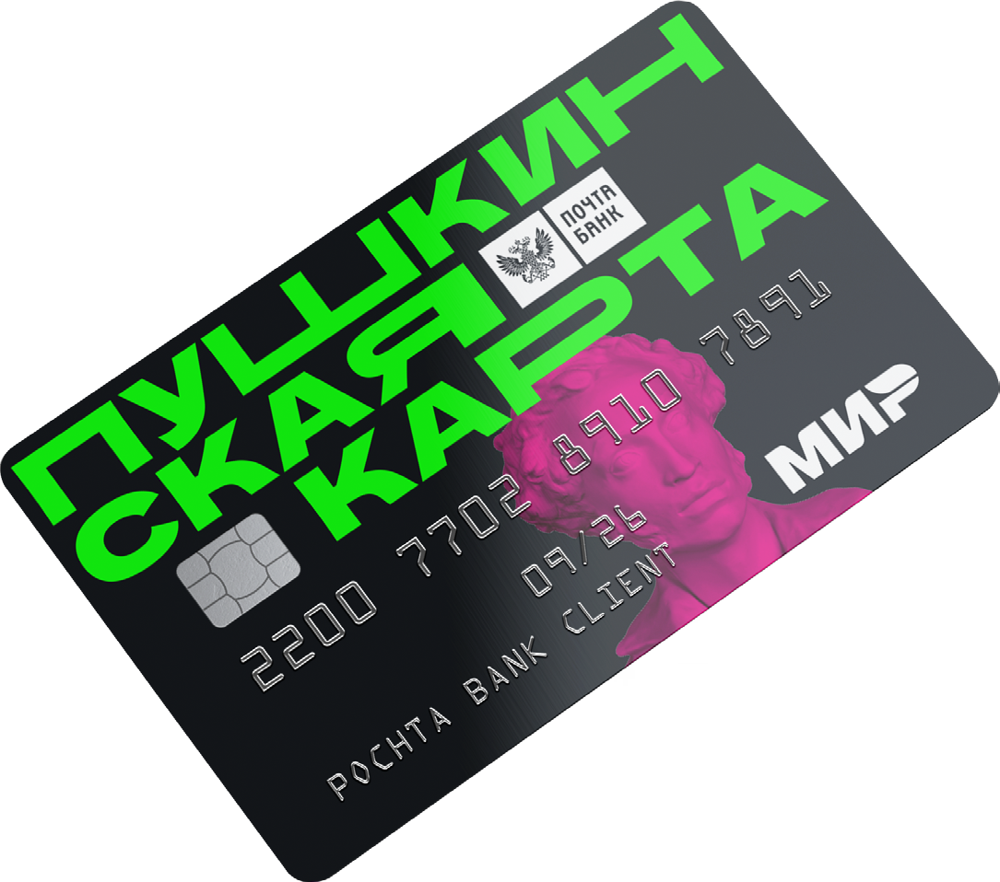 ПУШКИН
СКАЯ
КАРТА
ПОЧТА
БАНК
2200 7702 8910 7891
09/26
POCHTA BANK CLIENT
МИР